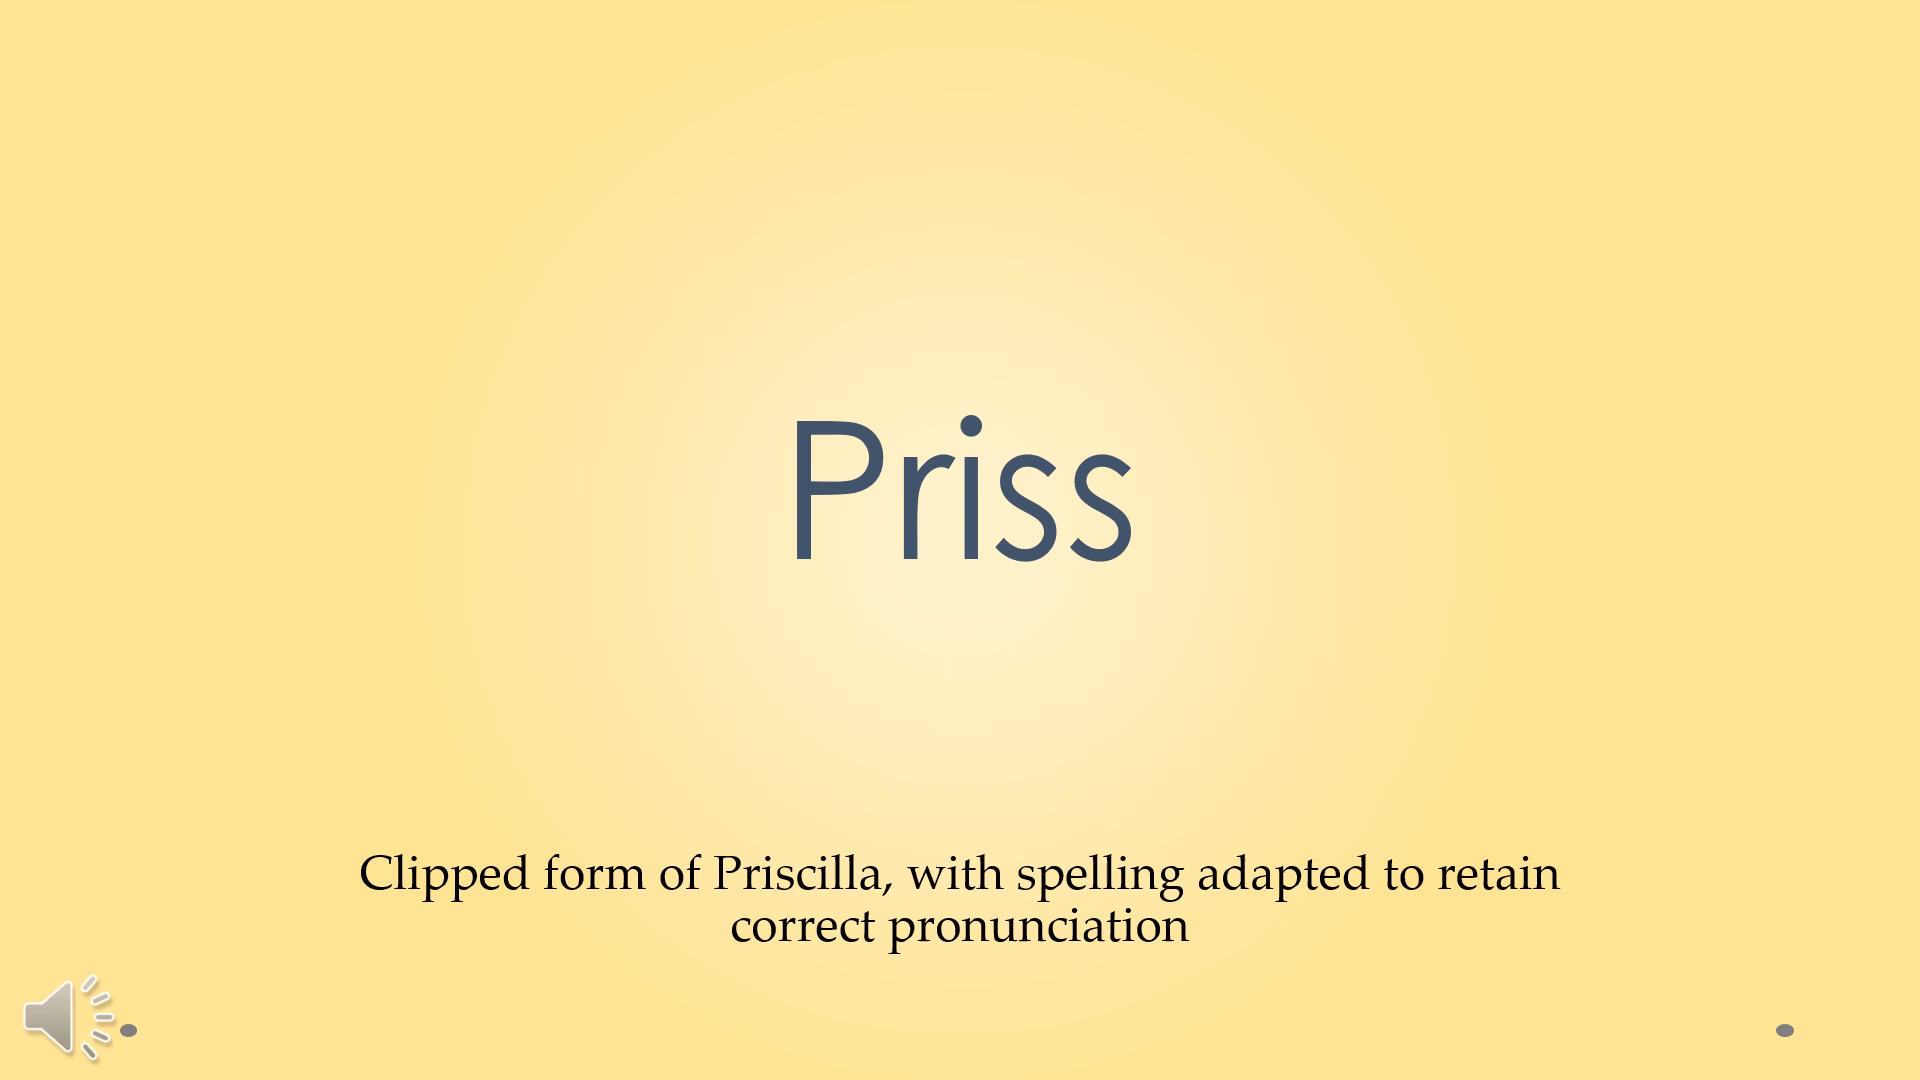 Priss
Clipped form of Priscilla, with spelling adapted to retain
correct pronunciation